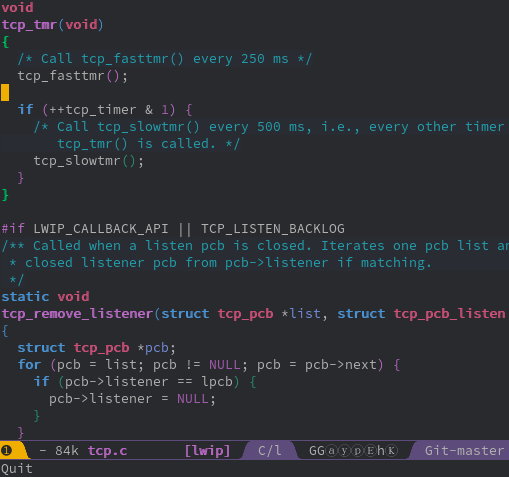 void
tcp_tmr(void)
{
  /* Call tcp_fasttmr() every 250 ms */
  tcp_fasttmr();

  if (++tcp_timer & 1) {
    /* Call tcp_slowtmr() every 500 ms, i.e., every other timer
       tcp_tmr() is called. */
    tcp_slowtmr();
  }
}

#if LWIP_CALLBACK_API || TCP_LISTEN_BACKLOG
/** Called when a listen pcb is closed. Iterates one pcb list an
 * closed listener pcb from pcb->listener if matching.
 */
static void
tcp_remove_listener(struct tcp_pcb *list, struct tcp_pcb_listen
{
  struct tcp_pcb *pcb;
  for (pcb = list; pcb != NULL; pcb = pcb->next) {
    if (pcb->listener == lpcb) {
      pcb->listener = NULL;
    }
  }
❶ - 84k tcp.c [lwip] C/l GGⓐⓨⓟⒺhⓀ Git-master
Quit